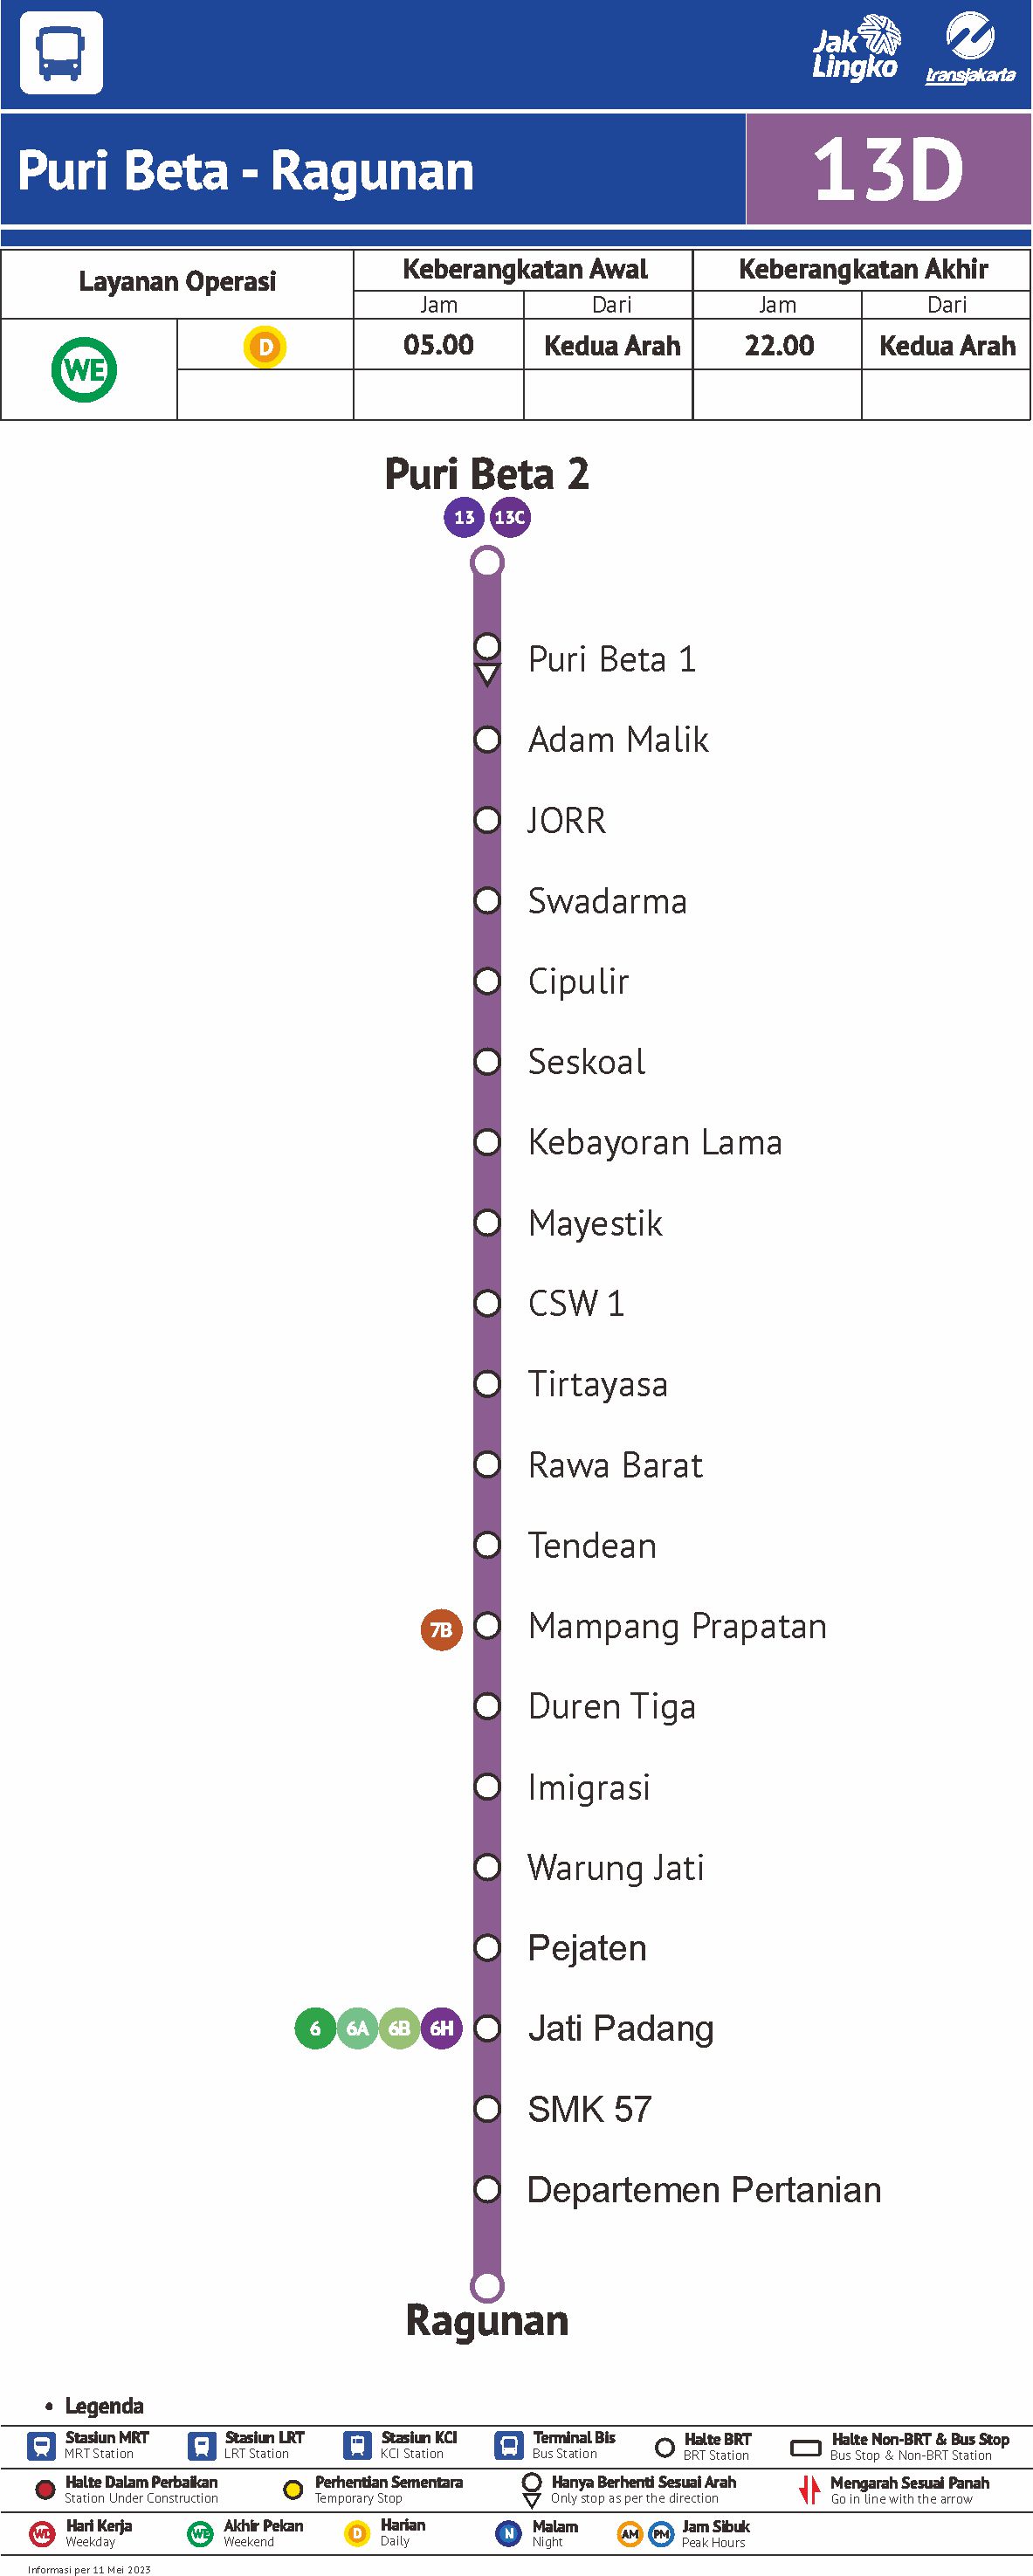 Jak
Lingko
transjakarta
Puri Beta - Ragunan
13D
Layanan Operasi
Keberangkatan Awal
Keberangkatan Akhir
Jam
Dari
Jam
Dari
WE
D
05.00
Kedua Arah
22.00
Kedua Arah
Puri Beta 2
13
13C
Puri Beta 1
Adam Malik
JORR
Swadarma
Cipulir
Seskoal
Kebayoran Lama
Mayestik
CSW 1
Tirtayasa
Rawa Barat
Tendean
7B
Mampang Prapatan
Duren Tiga
Imigrasi
Warung Jati
Pejaten
6
6A
6B
6H
Jati Padang
SMK 57
Departemen Pertanian
Ragunan
• Legenda
Stasiun MRT
MRT Station
Stasiun LRT
LRT Station
Stasiun KCI
KCI Station
Terminal Bis
Bus Station
Halte BRT
BRT Station
Halte Non-BRT & Bus Stop
Bus Stop & Non-BRT Station
Halte Dalam Perbaikan
Station Under Construction
Perhentian Sementara
Temporary Stop
Hanya Berhenti Sesuai Arah
Only stop as per the direction
Mengarah Sesuai Panah
Go in line with the arrow
WD
Hari Kerja
Weekday
WE
Akhir Pekan
Weekend
D
Harian
Daily
N
Malam
Night
AM
PM
Jam Sibuk
Peak Hours
Informasi per 11 Mei 2023